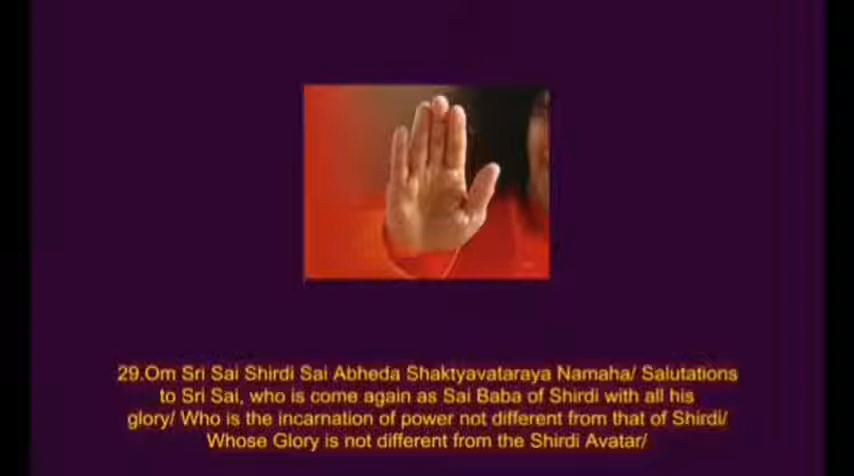 29.Om Sri Sai Shirdi Sai Abheda Shaktyavataraya Namaha/ Salutations
to Sri Sai, who is come again as Sai Baba of Shirdi with all his
glory/ Who is the incarnation of power not different from that of Shirdi/
Whose Glory is not different from the Shirdi Avatar/